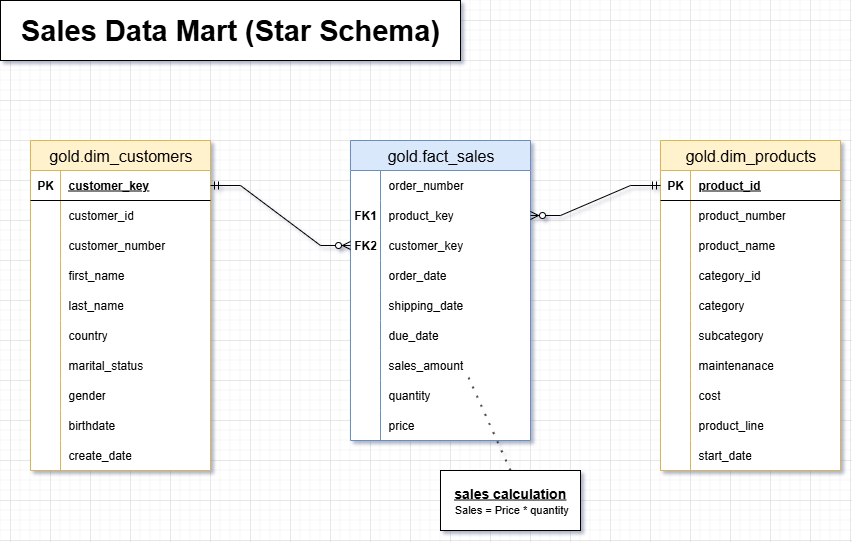 Sales Data Mart (Star Schema)
gold.dim_customers
PK customer_key
customer_id
customer_number
first_name
last_name
country
marital_status
gender
birthdate
create_date
gold.fact_sales
order_number
FK1 product_key
FK2 customer_key
order_date
shipping_date
due_date
sales_amount
quantity
price
sales calculation
Sales = Price * quantity
gold.dim_products
PK product_id
product_number
product_name
category_id
category
subcategory
maintenanace
cost
product_line
start_date